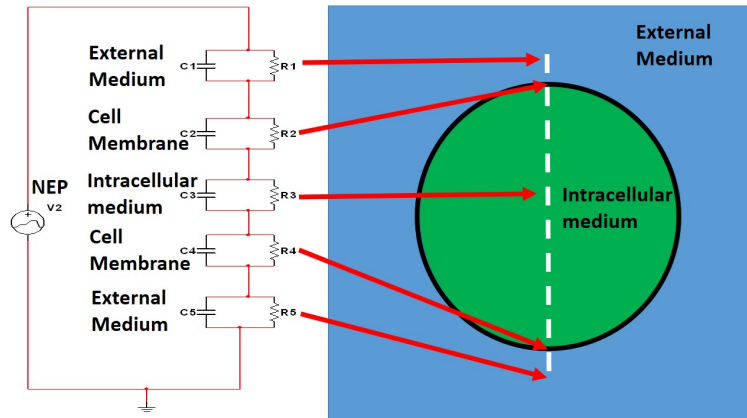 External
Medium
C1
R1
Cell
Membrane
C2
R2
Intracellular
medium
C3
R3
Cell
Membrane
C4
R4
External
Medium
C5
R5
NEP
V2
External
Medium
Intracellular
medium